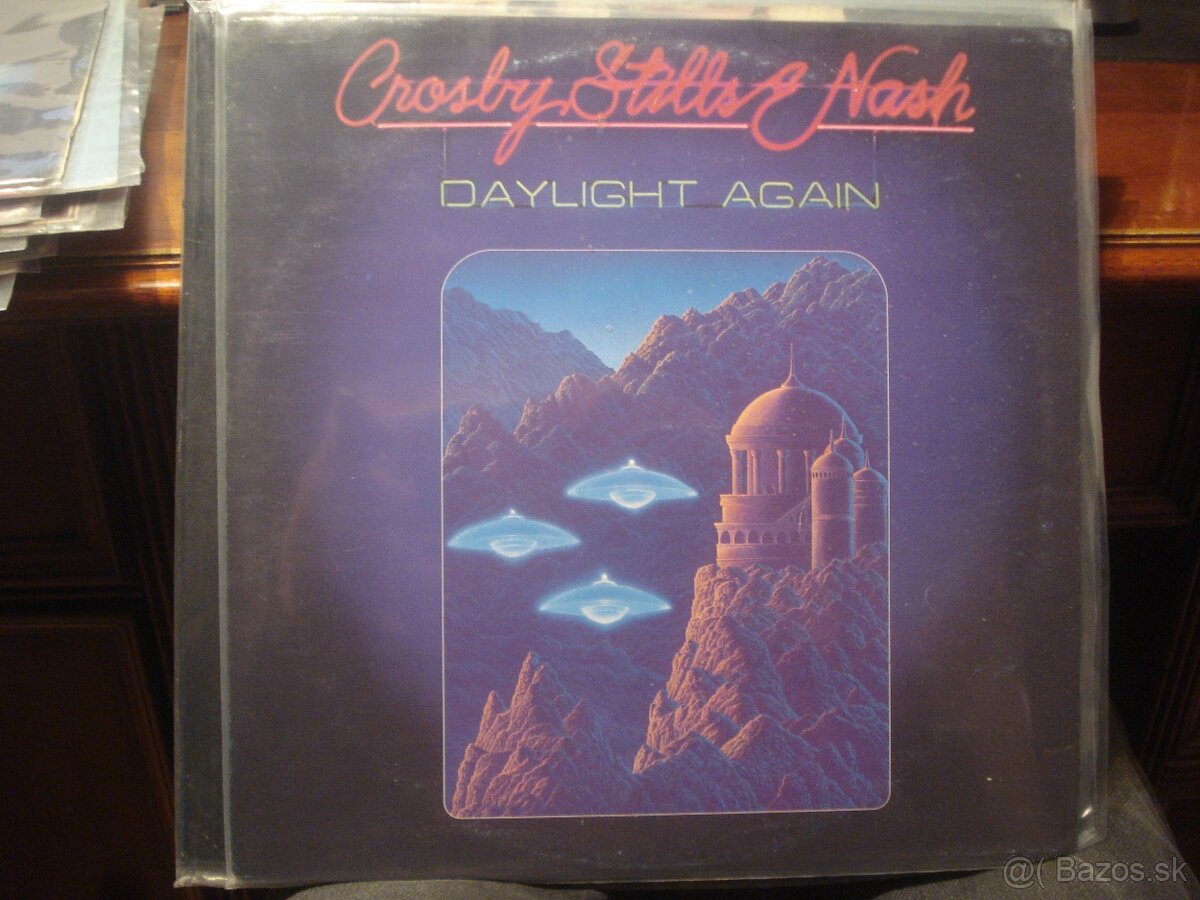 Crosby, Stills & Nash
DAYLIGHT AGAIN
@( Bazos.sk